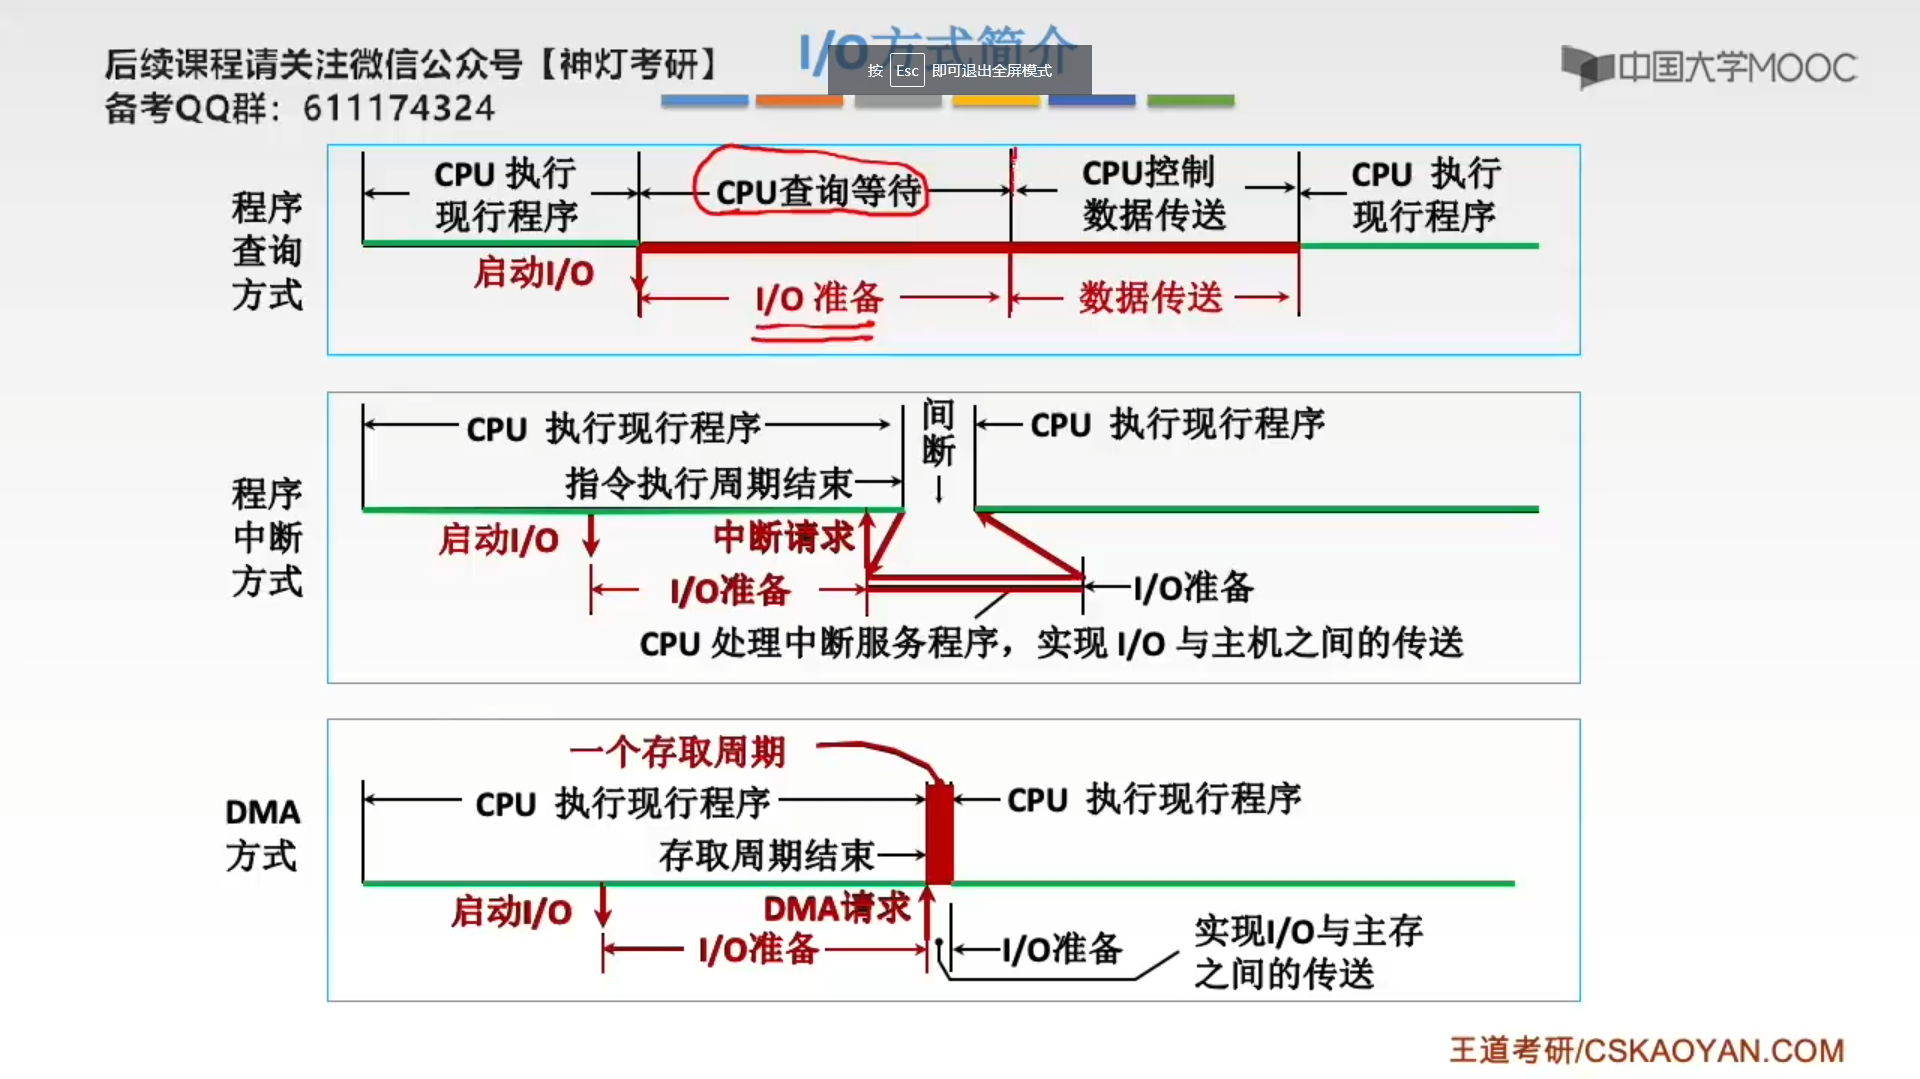 后续课程请关注微信公众号【神灯考研】
备考QQ群：611174324
I/O方式简介
按 Esc 即可退出全屏模式
中国大学MOOC
程序
查询
方式
CPU 执行
现行程序
CPU查询等待
CPU控制
数据传送
CPU 执行
现行程序
启动I/O
I/O 准备
数据传送
程序
中断
方式
CPU 执行现行程序
间
断
CPU 执行现行程序
指令执行周期结束
启动I/O
中断请求
I/O准备
I/O准备
CPU 处理中断服务程序，实现 I/O 与主机之间的传送
DMA
方式
一个存取周期
CPU 执行现行程序
CPU 执行现行程序
存取周期结束
启动I/O
DMA请求
I/O准备
I/O准备
实现I/O与主存
之间的传送
王道考研/CSKAOYAN.COM